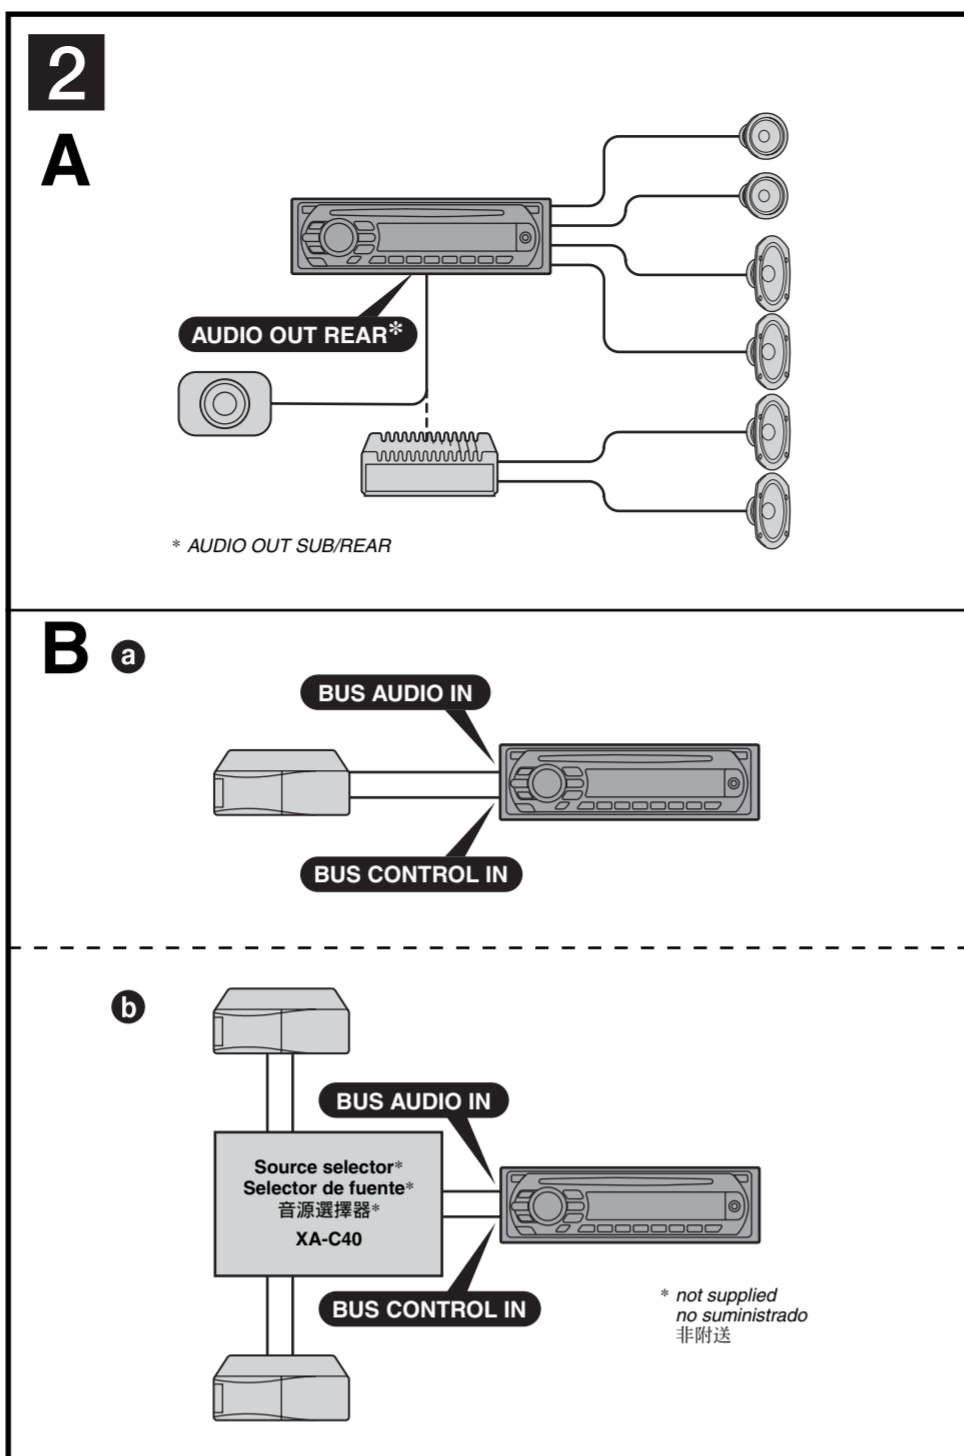 2
A
AUDIO OUT REAR*
* AUDIO OUT SUB/REAR
B a
BUS AUDIO IN
BUS CONTROL IN
b
BUS AUDIO IN
Source selector*
Selector de fuente*
音源選擇器*
XA-C40
BUS CONTROL IN
* not supplied
no suministrado
非附送